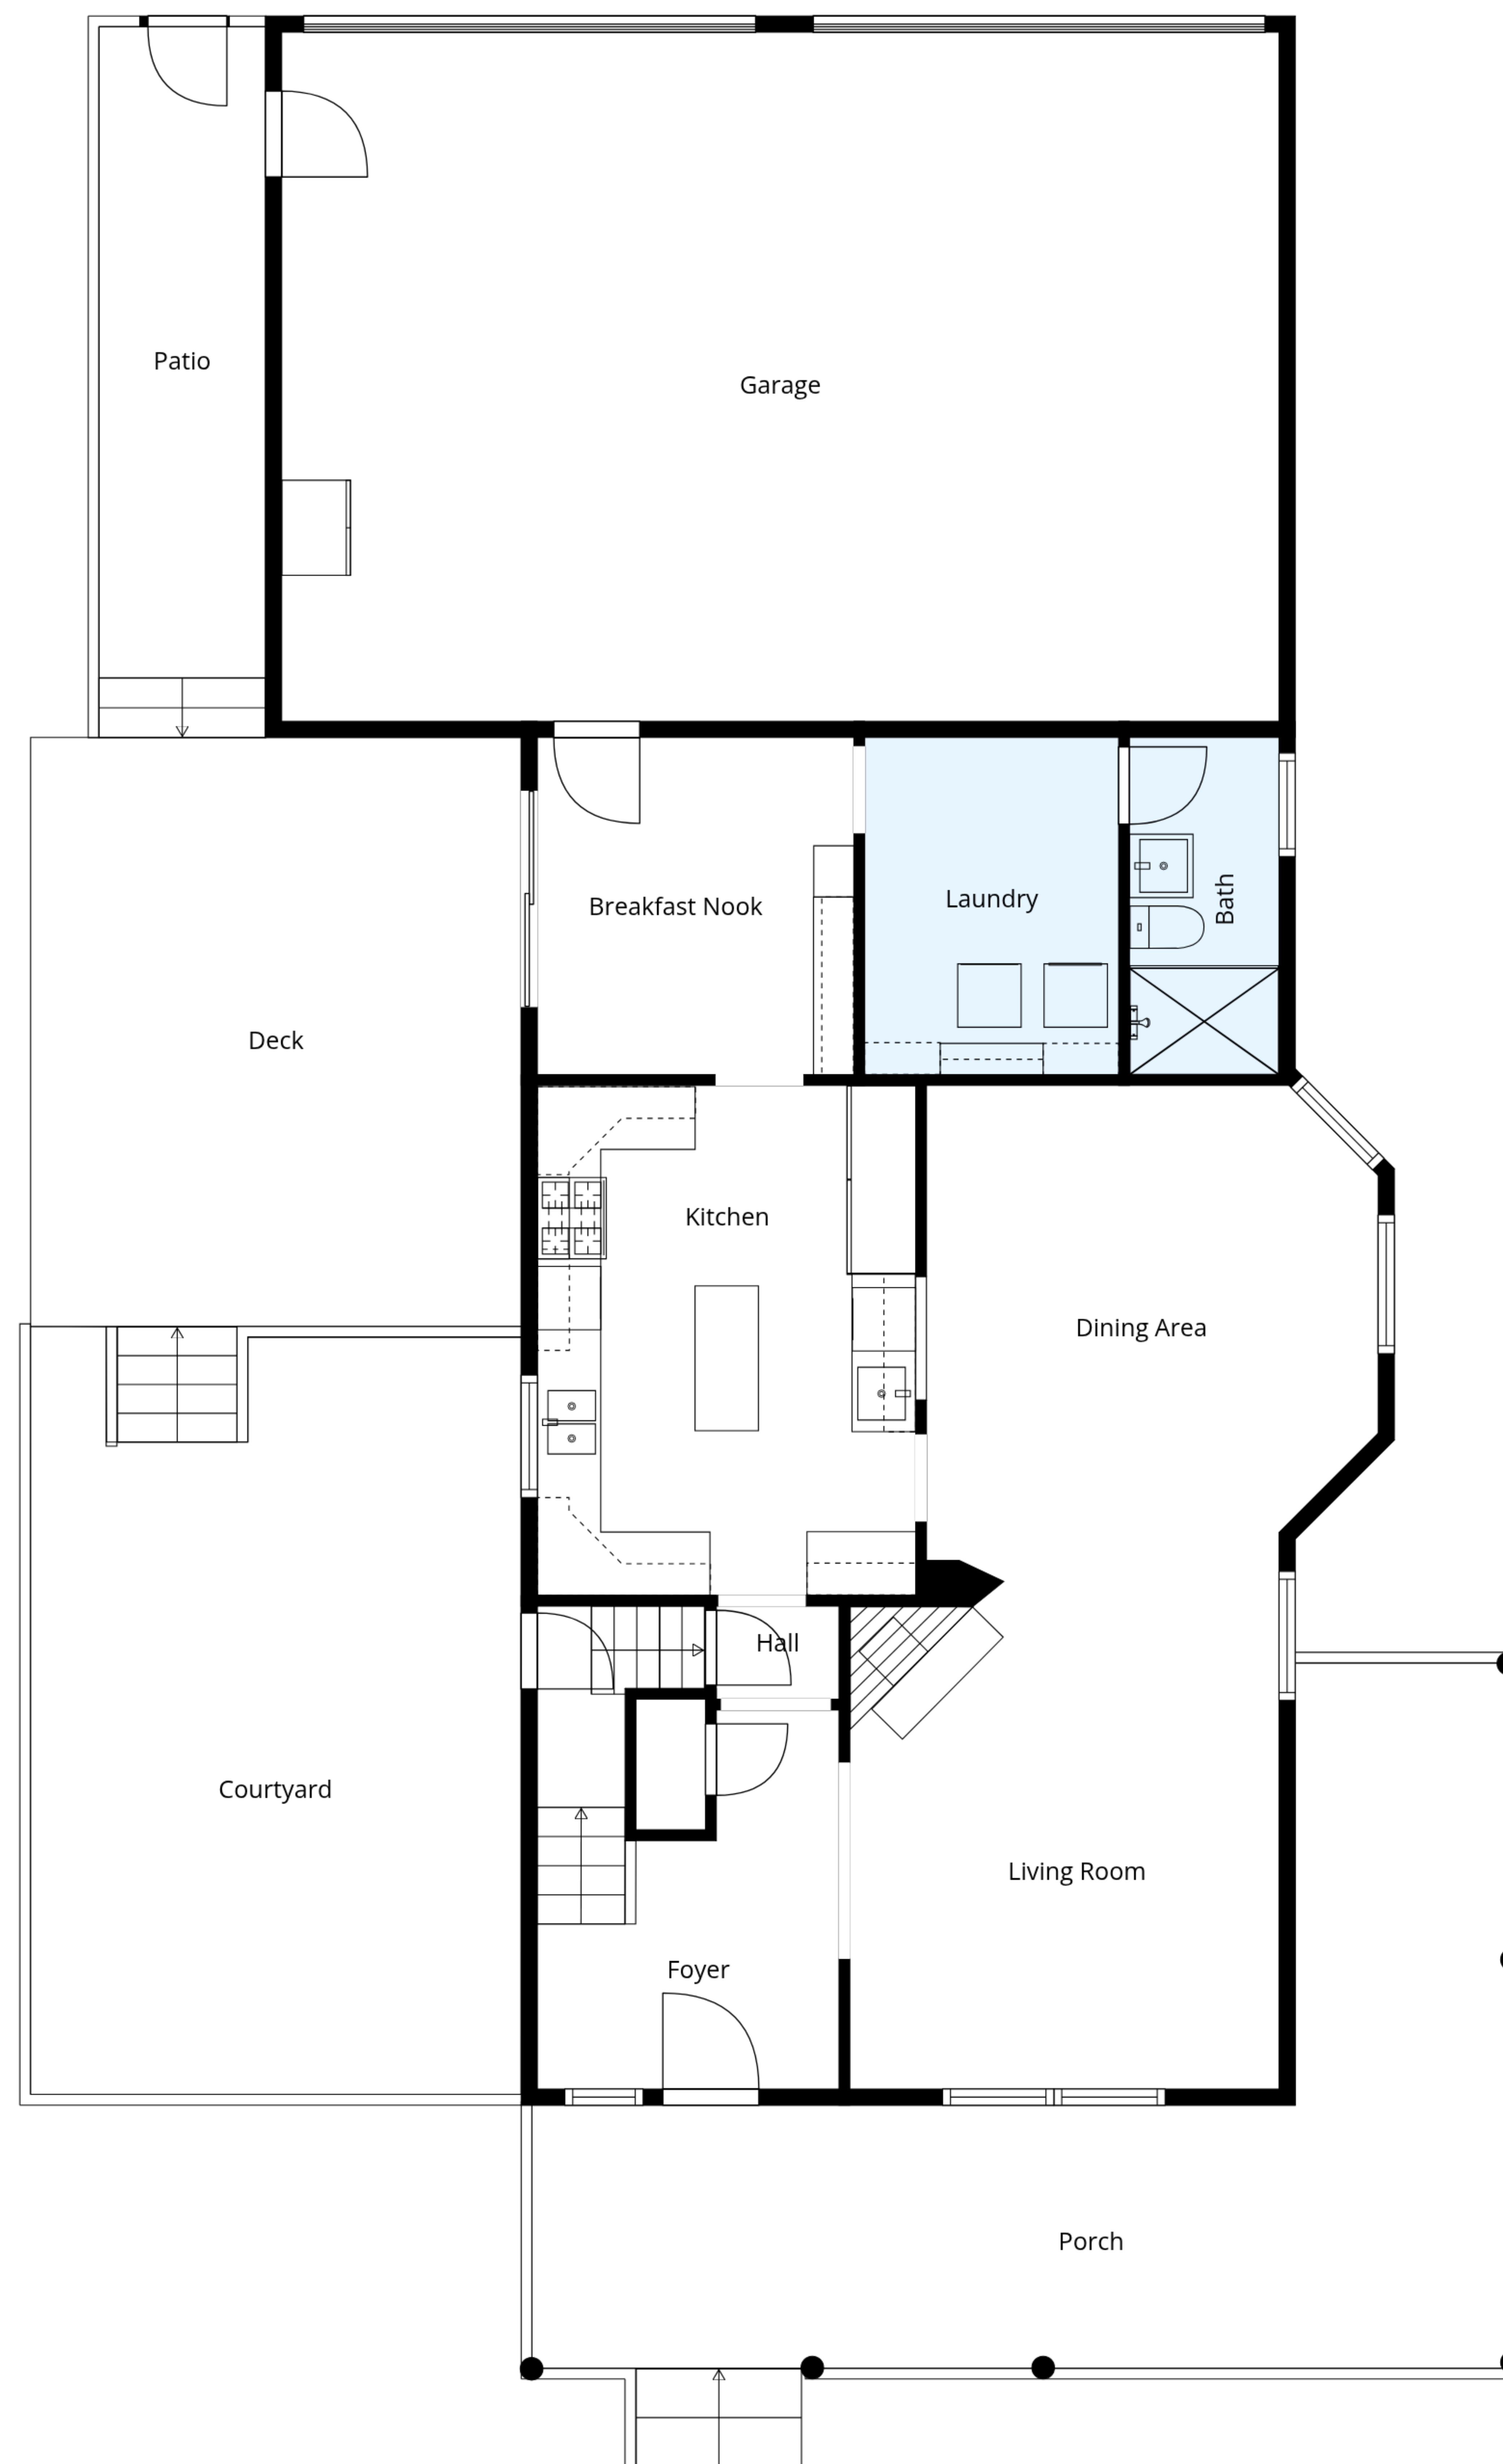 Patio
Garage
Breakfast Nook
Laundry
Bath
Deck
Kitchen
Dining Area
Hall
Courtyard
Living Room
Foyer
Porch